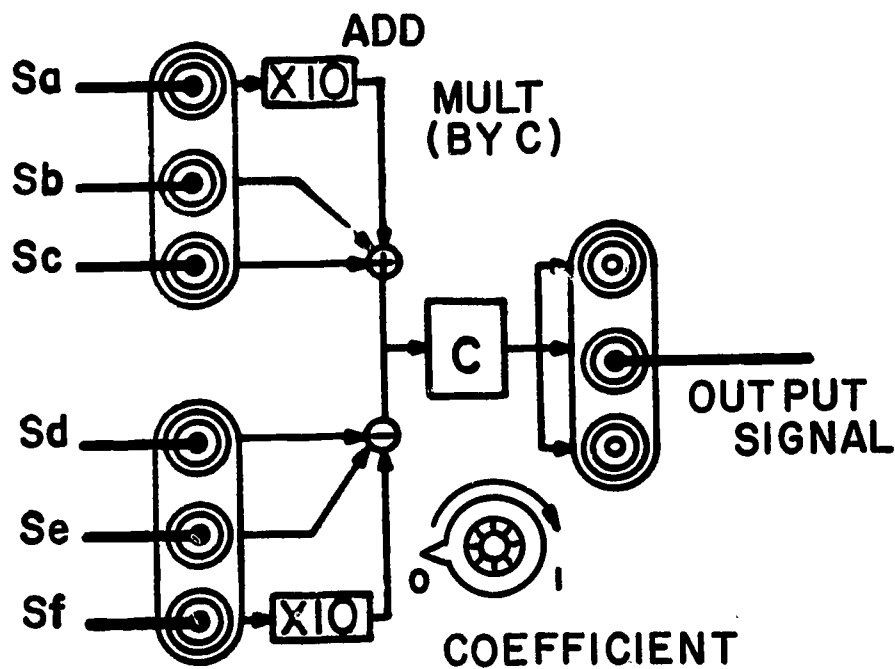 ADD
Sa
X10
MULT
(BY C)
Sb
Sc
C
OUTPUT
SIGNAL
Sd
Se
0
1
Sf
X10
COEFFICIENT